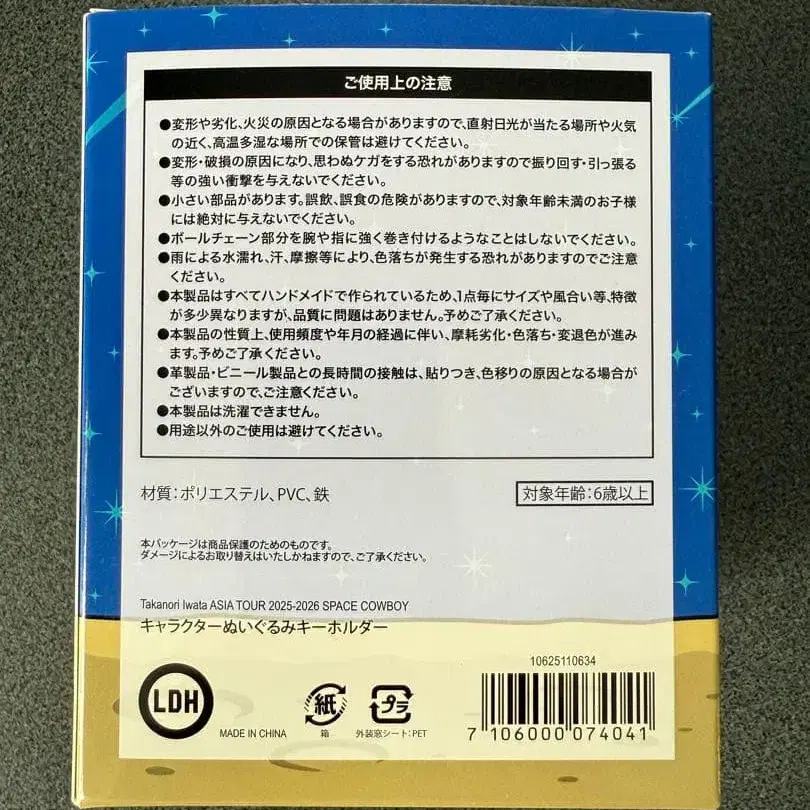 ご使用上の注意
●変形や劣化、火災の原因となる場合がありますので、直射日光が当たる場所や火気
の近く、高温多湿な場所での保管は避けてください。
●変形・破損の原因になり、思わぬケガをする恐れがありますので振り回す・引っ張る
等の強い衝撃を与えないでください。
●小さい部品があります。誤飲、誤食の危険がありますので、対象年齢未満のお子様
には絶対に与えないでください。
●ボールチェーン部分を腕や指に強く巻き付けるようなことはしないでください。
●雨による水濡れ、汗、摩擦等により、色落ちが発生する恐れがありますのでご注意
ください。
●本製品はすべてハンドメイドで作られているため、1点毎にサイズや風合い等、特徴
が多少異なりますが、品質に問題はありません。予めご了承ください。
●本製品の性質上、使用頻度や年月の経過に伴い、摩耗劣化・色落ち・変退色が進み
ます。予めご了承ください。
●革製品・ビニール製品との長時間の接触は、貼りつき、色移りの原因となる場合が
ございますので、ご注意ください。
●本製品は洗濯できません。
●用途以外のご使用は避けてください。
材質：ポリエステル、PVC、鉄
対象年齢：6歳以上
本パッケージは商品保護のためのものです。
ダメージによるお取り替えはいたしかねますので、ご了承ください。
Takanori Iwata ASIA TOUR 2025-2026 SPACE COWBOY
キャラクターぬいぐるみキーホルダー
LDH
MADE IN CHINA
紙
箱
プラ
外装窓シート：PET
10625110634
7 106000 074041